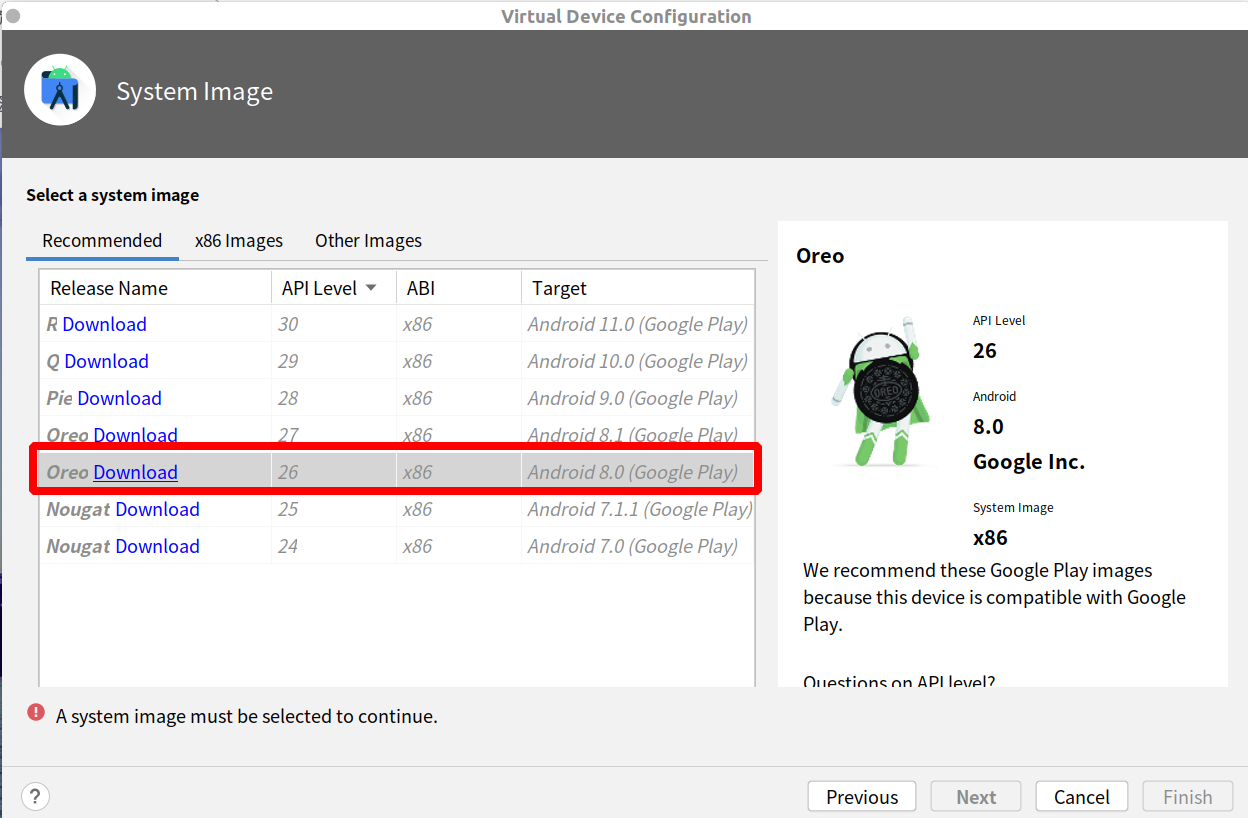 Virtual Device Configuration
System Image
Select a system image
Recommended x86 Images Other Images
Release Name API Level ABI Target
R Download 30 x86 Android 11.0 (Google Play)
Q Download 29 x86 Android 10.0 (Google Play)
Pie Download 28 x86 Android 9.0 (Google Play)
Oreo Download 27 x86 Android 8.1 (Google Play)
Oreo Download 26 x86 Android 8.0 (Google Play)
Nougat Download 25 x86 Android 7.1.1 (Google Play)
Nougat Download 24 x86 Android 7.0 (Google Play)
Oreo
OREO
API Level
26
Android
8.0
Google Inc.
System Image
x86
We recommend these Google Play images
because this device is compatible with Google
Play.
Questions on API level?
A system image must be selected to continue.
? Previous Next Cancel Finish